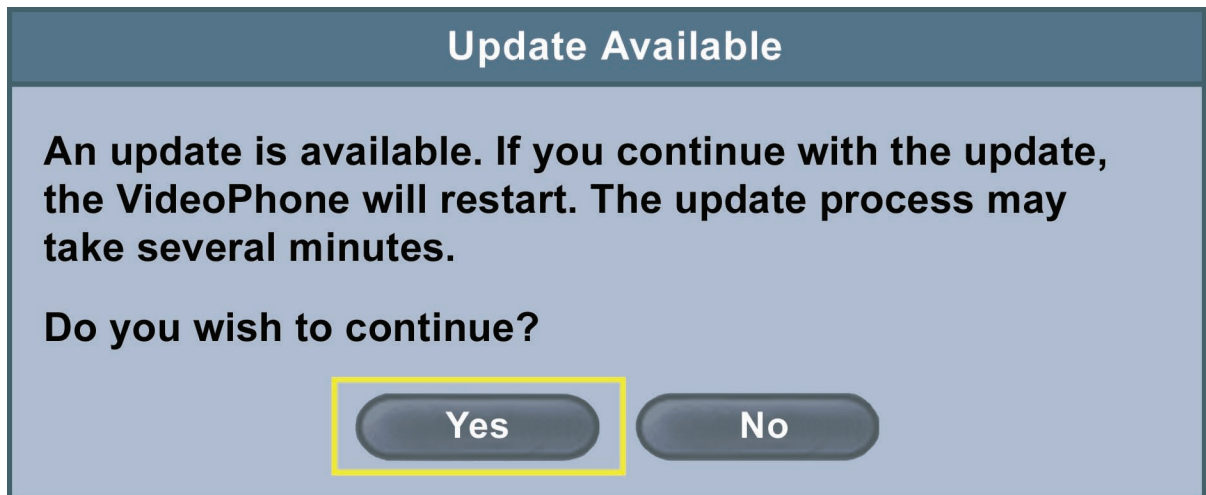 Update Available
An update is available. If you continue with the update,
the VideoPhone will restart. The update process may
take several minutes.
Do you wish to continue?
Yes
No